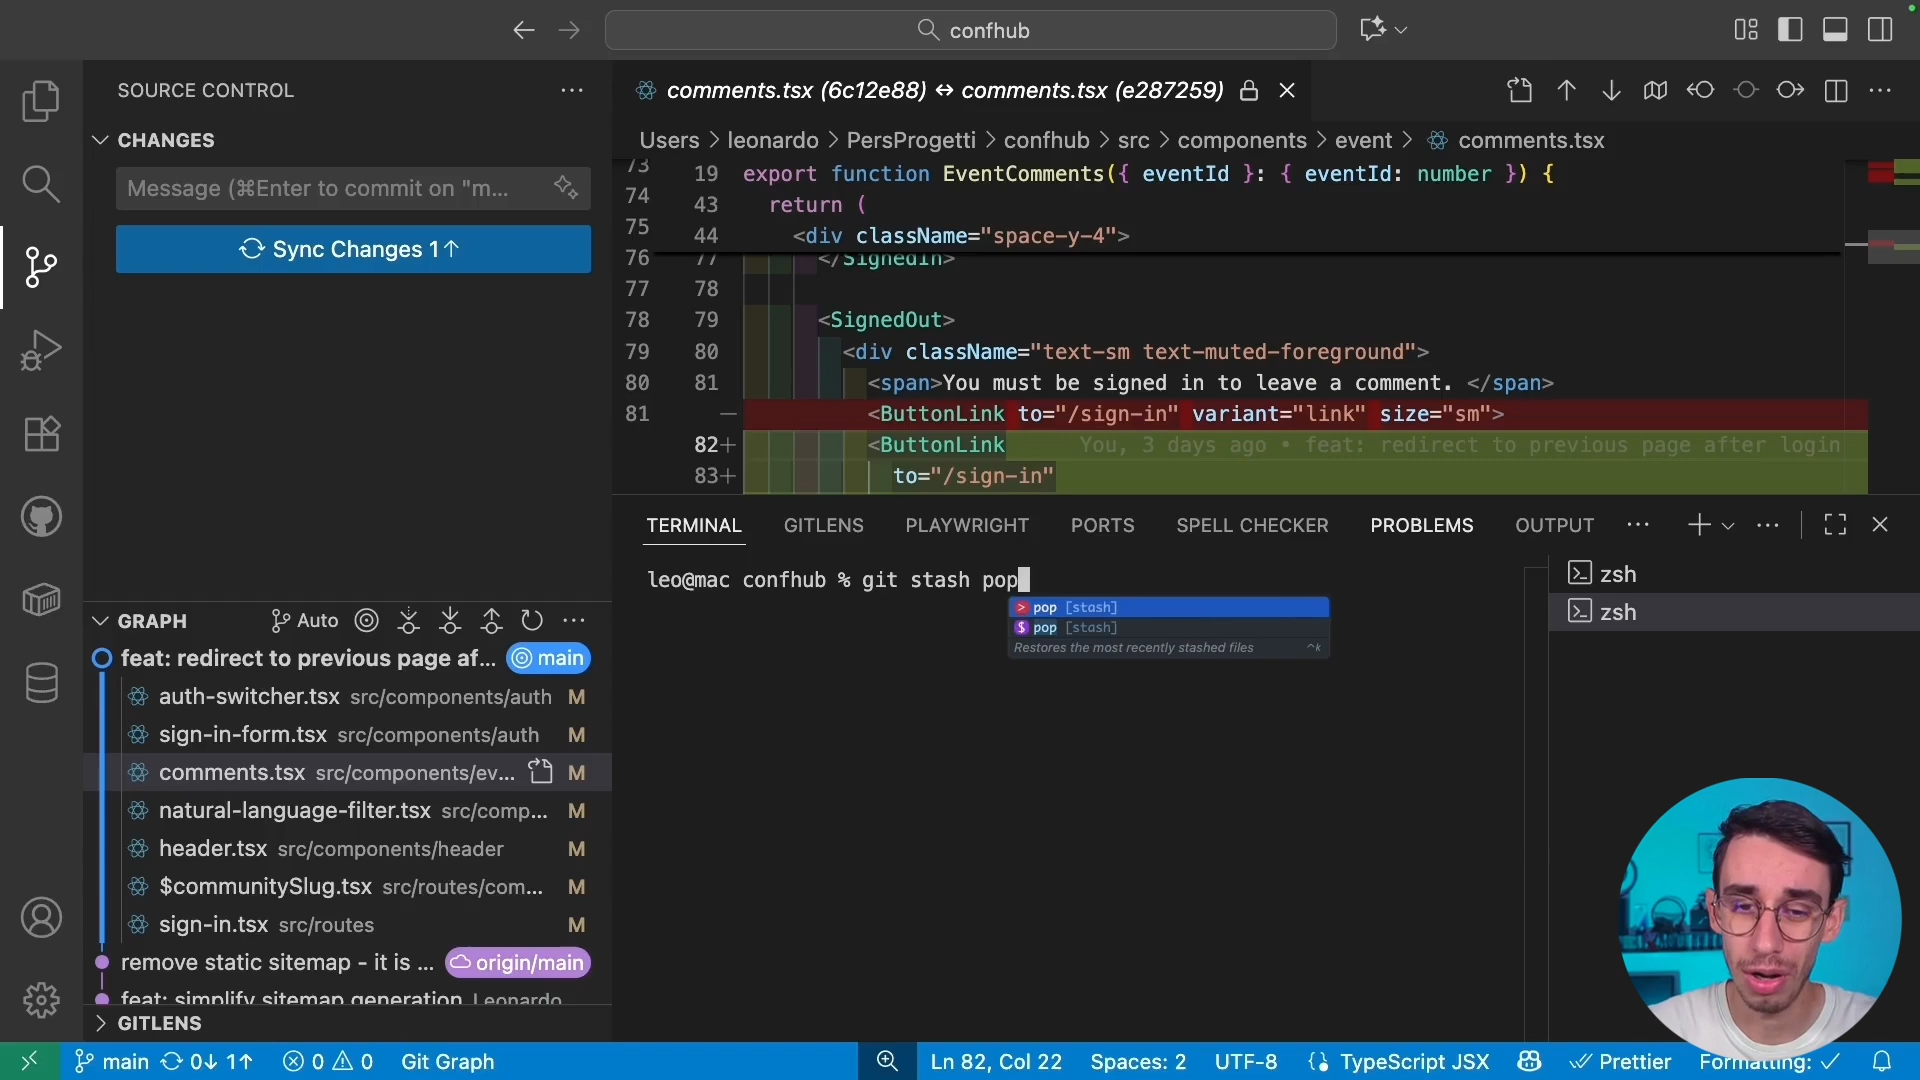 confhub
SOURCE CONTROL
CHANGES
Message (⌘Enter to commit on "m...
Sync Changes 1↑
GRAPH
Auto
feat: redirect to previous page af... main
auth-switcher.tsx src/components/auth M
sign-in-form.tsx src/components/auth M
comments.tsx src/components/ev... M
natural-language-filter.tsx src/comp... M
header.tsx src/components/header M
$communitySlug.tsx src/routes/com... M
sign-in.tsx src/routes M
remove static sitemap - it is ... origin/main
feat: simplify sitemap generation Leonardo
GITLENS
comments.tsx (6c12e88) ↔ comments.tsx (e287259)
Users > leonardo > PersProgetti > confhub > src > components > event > comments.tsx
73 19 export function EventComments({ eventId }: { eventId: number }) {
74 43 return (
75 44 <div className="space-y-4">
76 77 </SignedIn>
77 78
78 79 <SignedOut>
79 80 <div className="text-sm text-muted-foreground">
80 81 <span>You must be signed in to leave a comment. </span>
81 — <ButtonLink to="/sign-in" variant="link" size="sm">
82+ <ButtonLink You, 3 days ago • feat: redirect to previous page after login
83+ to="/sign-in"
TERMINAL GITLENS PLAYWRIGHT PORTS SPELL CHECKER PROBLEMS OUTPUT
leo@mac confhub % git stash pop
> pop [stash]
$ pop [stash]
Restores the most recently stashed files ^k
zsh
zsh
main 0↓ 1↑ 0 0 Git Graph Ln 82, Col 22 Spaces: 2 UTF-8 TypeScript JSX Prettier Formatting: ✓